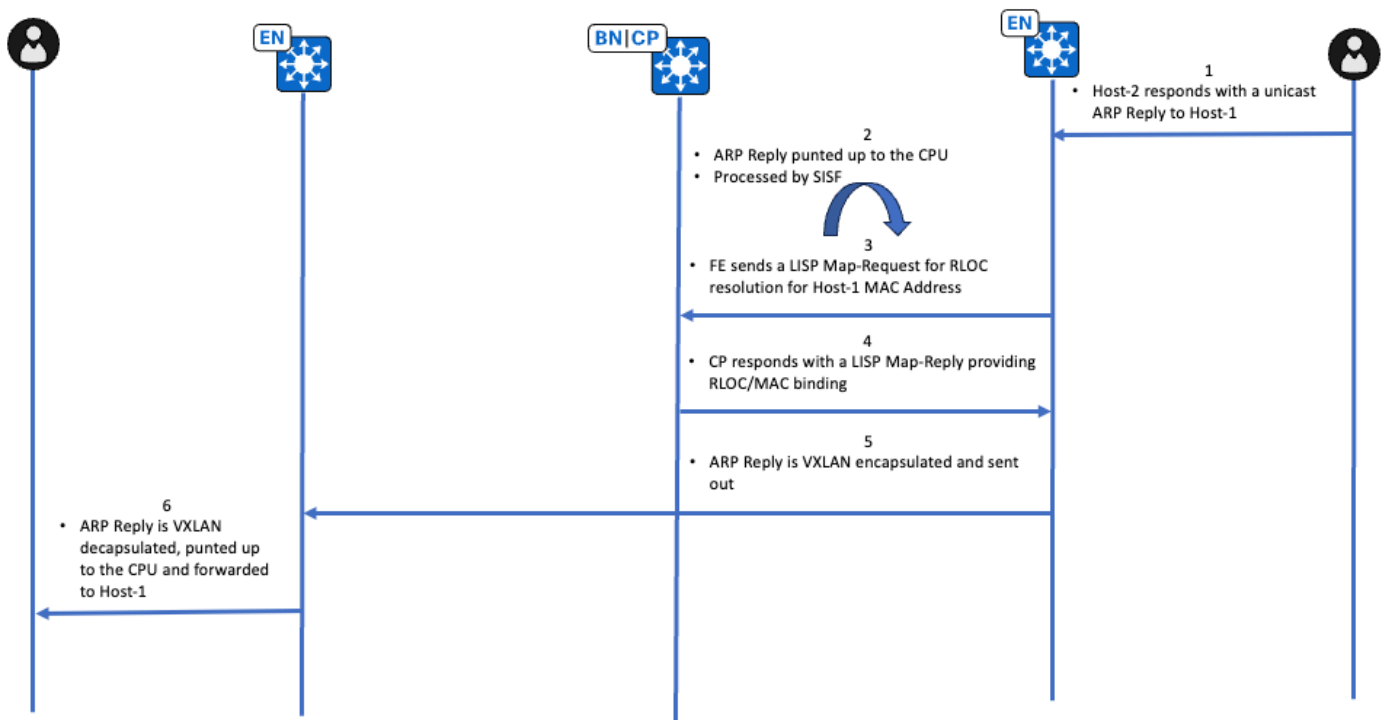 EN
BN|CP
EN
1
• Host-2 responds with a unicast
ARP Reply to Host-1
2
• ARP Reply punted up to the CPU
• Processed by SISF
3
• FE sends a LISP Map-Request for RLOC
resolution for Host-1 MAC Address
4
• CP responds with a LISP Map-Reply providing
RLOC/MAC binding
5
• ARP Reply is VXLAN encapsulated and sent
out
6
• ARP Reply is VXLAN
decapsulated, punted up
to the CPU and forwarded
to Host-1